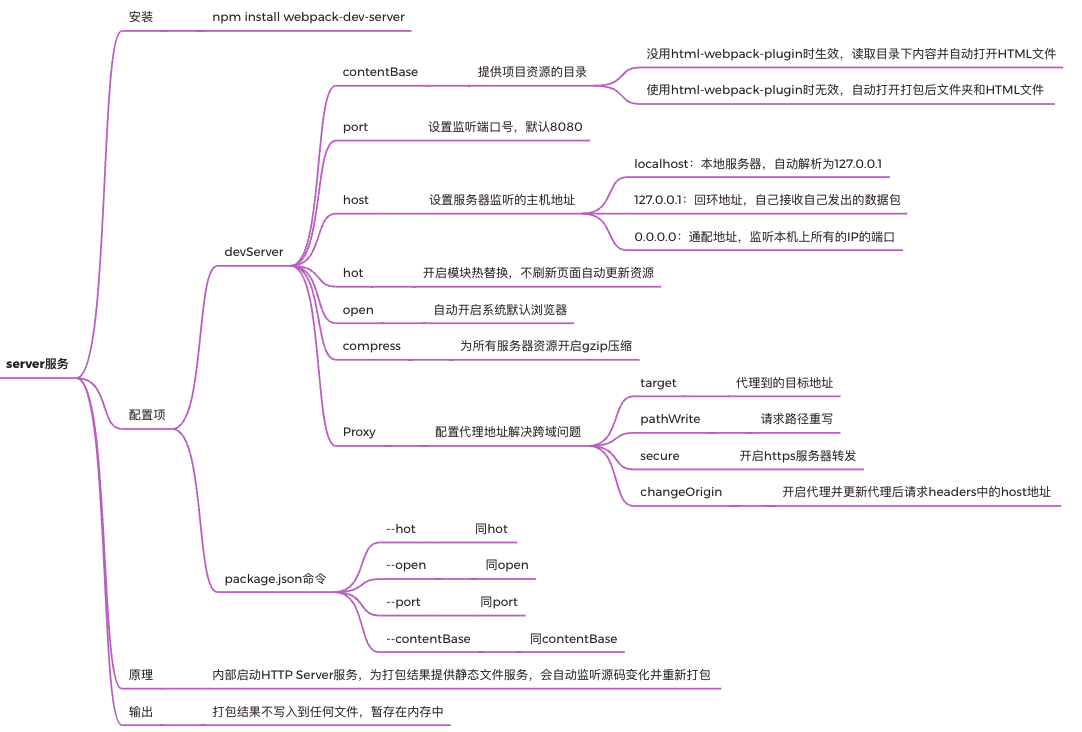 server服务
安装
npm install webpack-dev-server
配置项
devServer
contentBase
提供项目资源的目录
没用html-webpack-plugin时生效，读取目录下内容并自动打开HTML文件
使用html-webpack-plugin时无效，自动打开打包后文件夹和HTML文件
port
设置监听端口号，默认8080
host
设置服务器监听的主机地址
localhost：本地服务器，自动解析为127.0.0.1
127.0.0.1：回环地址，自己接收自己发出的数据包
0.0.0.0：通配地址，监听本机上所有的IP的端口
hot
开启模块热替换，不刷新页面自动更新资源
open
自动开启系统默认浏览器
compress
为所有服务器资源开启gzip压缩
Proxy
配置代理地址解决跨域问题
target
代理到的目标地址
pathWrite
请求路径重写
secure
开启https服务器转发
changeOrigin
开启代理并更新代理后请求headers中的host地址
package.json命令
--hot
同hot
--open
同open
--port
同port
--contentBase
同contentBase
原理
内部启动HTTP Server服务，为打包结果提供静态文件服务，会自动监听源码变化并重新打包
输出
打包结果不写入到任何文件，暂存在内存中